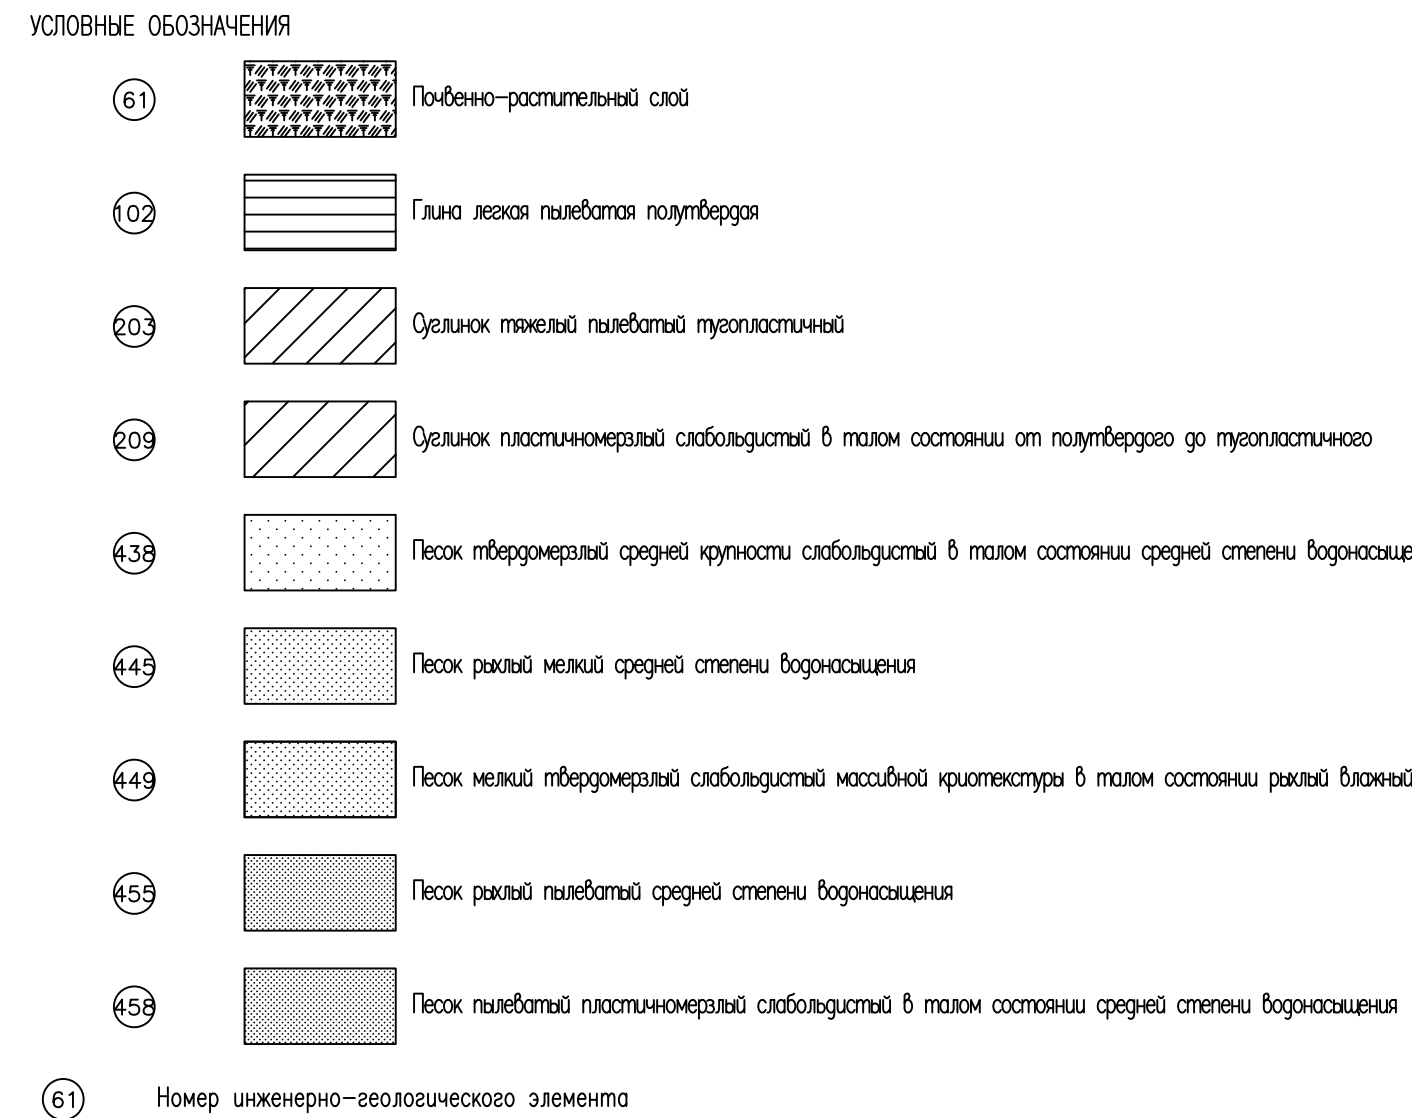 УСЛОВНЫЕ ОБОЗНАЧЕНИЯ
61 Почвенно-растительный слой
102 Глина легкая пылеватая полутвердая
203 Суглинок тяжелый пылеватый тугопластичный
209 Суглинок пластичномерзлый слабольдистый в талом состоянии от полутвердого до тугопластичного
438 Песок твердомерзлый средней крупности слабольдистый в талом состоянии средней степени водонасыще
445 Песок рыхлый мелкий средней степени водонасыщения
449 Песок мелкий твердомерзлый слабольдистый массивной криотекстуры в талом состоянии рыхлый влажный
455 Песок рыхлый пылеватый средней степени водонасыщения
458 Песок пылеватый пластичномерзлый слабольдистый в талом состоянии средней степени водонасыщения
61 Номер инженерно-геологического элемента